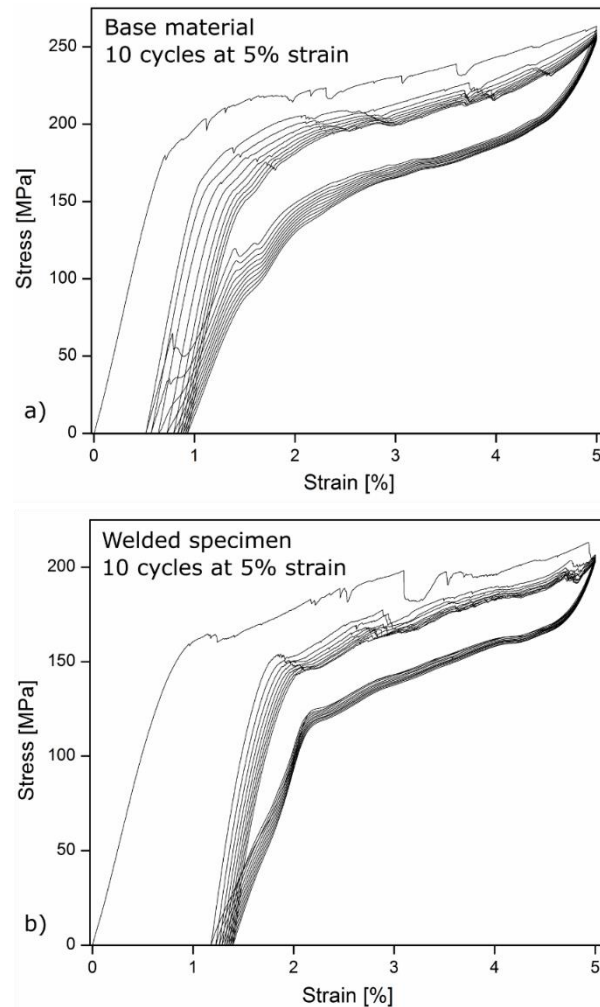 Base material
10 cycles at 5% strain
250
200
150
100
50
0
Stress [MPa]
a)
0 1 2 3 4 5
Strain [%]
Welded specimen
10 cycles at 5% strain
200
150
100
50
0
Stress [MPa]
b)
0 1 2 3 4 5
Strain [%]